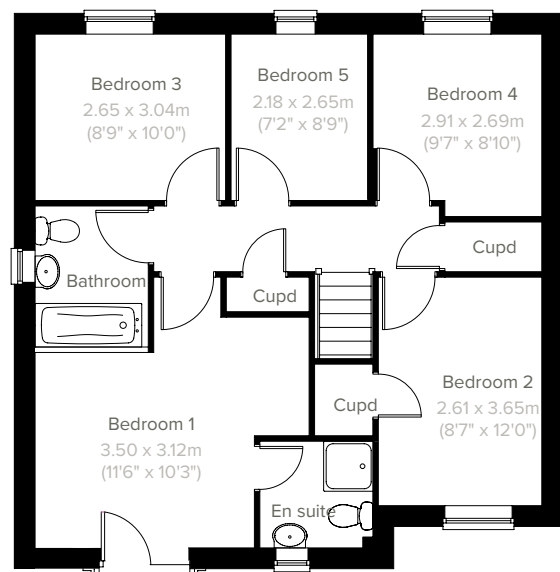 Bedroom 3
2.65 x 3.04m
(8'9" x 10'0")
Bedroom 5
2.18 x 2.65m
(7'2" x 8'9")
Bedroom 4
2.91 x 2.69m
(9'7" x 8'10")
Cupd
Bathroom
Cupd
Bedroom 2
2.61 x 3.65m
(8'7" x 12'0")
Cupd
Bedroom 1
3.50 x 3.12m
(11'6" x 10'3")
En suite